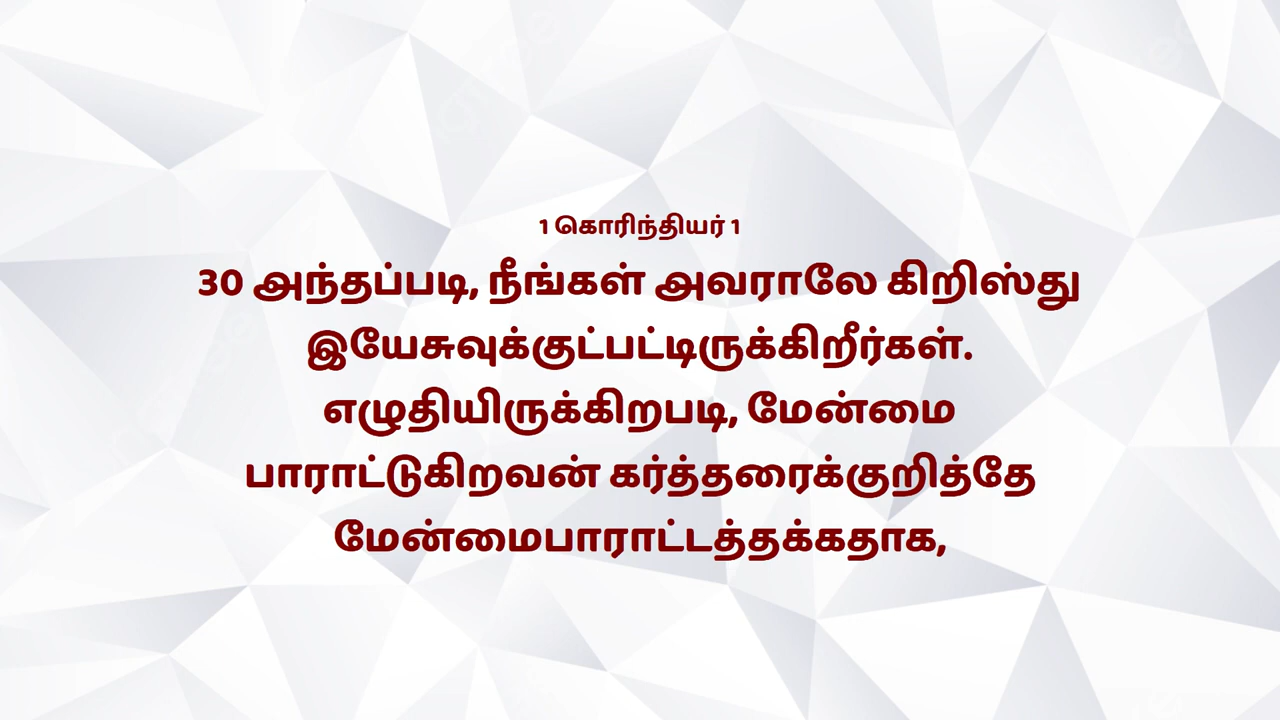 1 கொரிந்தியர் 1
30 அந்தப்படி, நீங்கள் அவராலே கிறிஸ்து
இயேசுவுக்குட்பட்டிருக்கிறீர்கள்.
எழுதியிருக்கிறபடி, மேன்மை
பாராட்டுகிறவன் கர்த்தரைக்குறித்தே
மேன்மைபாராட்டத்தக்கதாக,